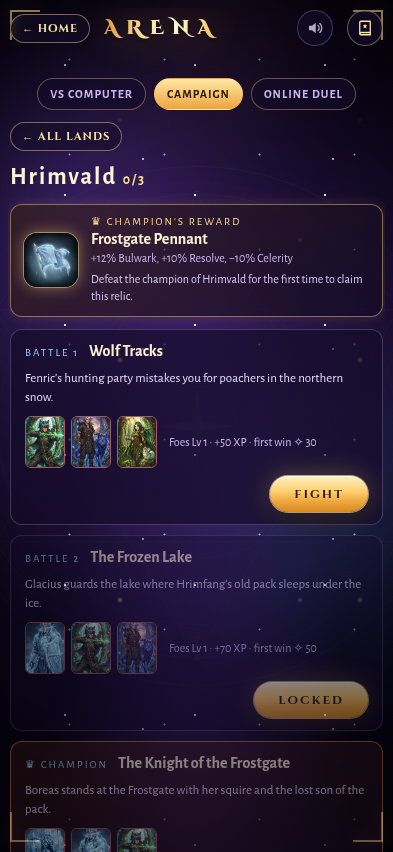 ← HOME
ARENA
VS COMPUTER
CAMPAIGN
ONLINE DUEL
← ALL LANDS
Hrimvald 0/3
♛ CHAMPION'S REWARD
Frostgate Pennant
+12% Bulwark, +10% Resolve, −10% Celerity
Defeat the champion of Hrimvald for the first time to claim
this relic.
BATTLE 1 Wolf Tracks
Fenric's hunting party mistakes you for poachers in the northern
snow.
Foes Lv 1 · +50 XP · first win ✧ 30
FIGHT
BATTLE 2 The Frozen Lake
Glacius guards the lake where Hrimfang's old pack sleeps under the
ice.
Foes Lv 1 · +70 XP · first win ✧ 50
LOCKED
♛ CHAMPION The Knight of the Frostgate
Boreas stands at the Frostgate with her squire and the lost son of the
pack.